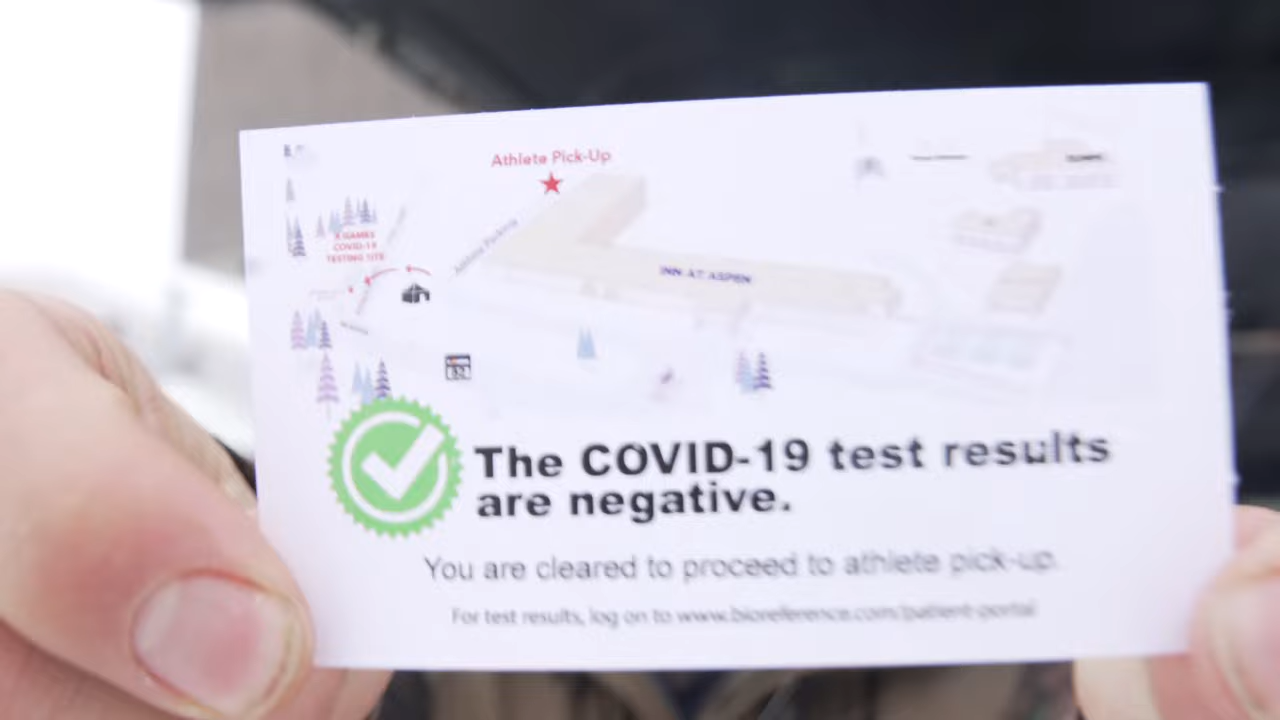 Athlete Pick-Up
X GAMES
COVID-19
TESTING SITE
Athlete Parking
INN AT ASPEN
The COVID-19 test results
are negative.
You are cleared to proceed to athlete pick-up.
For test results, log on to www.bioreference.com/patient-portal